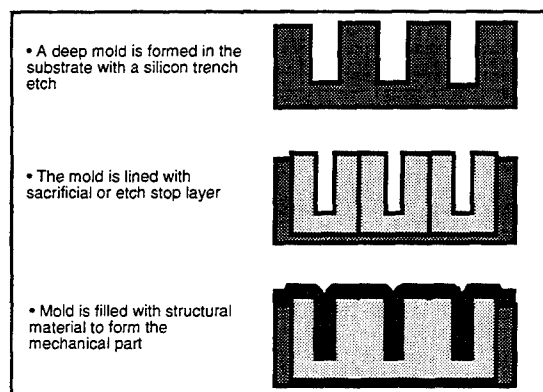 • A deep mold is formed in the
substrate with a silicon trench
etch
• The mold is lined with
sacrificial or etch stop layer
• Mold is filled with structural
material to form the
mechanical part